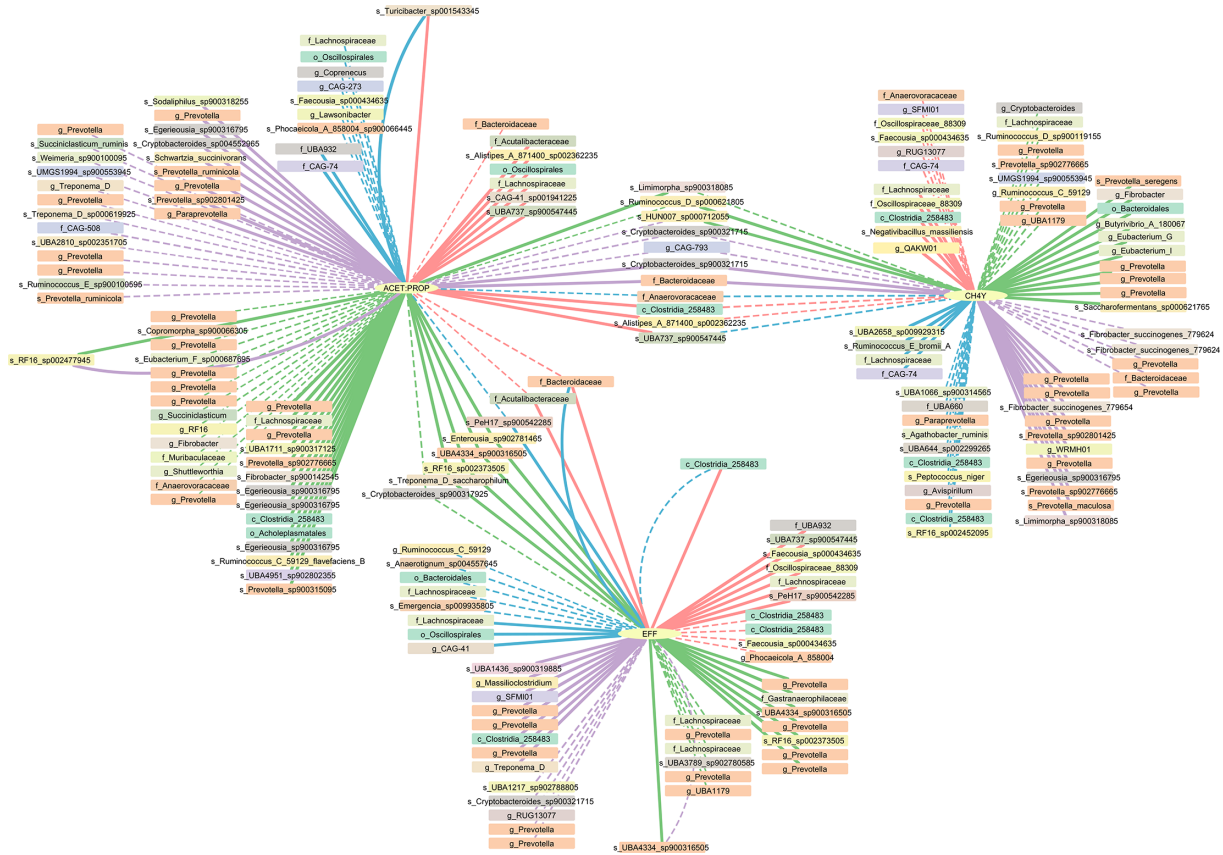 s_Turicibacter_sp001543345
f_Lachnospiraceae
o_Oscillospirales
g_Coprenecus
g_CAG-273
s_Faecousia_sp000434635
g_Lawsonibacter
s_Phocaeicola_A_858004_sp900066445
f_UBA932
f_CAG-74
s_Sodaliphilus_sp900318255
g_Prevotella
s_Egerieousia_sp900316795
s_Cryptobacteroides_sp004552965
s_Schwartzia_succinivorans
s_Prevotella_ruminicola
g_Prevotella
s_Prevotella_sp902801425
g_Paraprevotella
g_Prevotella
s_Succiniclasticum_ruminis
s_Weimeria_sp900100095
s_UMGS1994_sp900553945
g_Treponema_D
g_Prevotella
s_Treponema_D_sp000619925
f_CAG-508
s_UBA2810_sp002351705
g_Prevotella
g_Prevotella
s_Ruminococcus_E_sp900100595
s_Prevotella_ruminicola
f_Bacteroidaceae
f_Acutalibacteraceae
s_Alistipes_A_871400_sp002362235
o_Oscillospirales
f_Lachnospiraceae
s_CAG-41_sp001941225
s_UBA737_sp900547445
ACET:PROP
s_Limimorpha_sp900318085
s_Ruminococcus_D_sp000621805
s_HUN007_sp000712055
s_Cryptobacteroides_sp900321715
g_CAG-793
s_Cryptobacteroides_sp900321715
f_Bacteroidaceae
f_Anaerovoracaceae
c_Clostridia_258483
s_Alistipes_A_871400_sp002362235
s_UBA737_sp900547445
f_Anaerovoracaceae
g_SFMI01
f_Oscillospiraceae_88309
s_Faecousia_sp000434635
g_RUG13077
f_CAG-74
f_Lachnospiraceae
f_Oscillospiraceae_88309
c_Clostridia_258483
s_Negativibacillus_massiliensis
g_QAKW01
g_Cryptobacteroides
f_Lachnospiraceae
s_Ruminococcus_D_sp900119155
g_Prevotella
s_Prevotella_sp902776665
s_UMGS1994_sp900553945
g_Ruminococcus_C_59129
g_Prevotella
g_UBA1179
s_Prevotella_seregens
g_Fibrobacter
o_Bacteroidales
g_Butyrivibrio_A_180067
g_Eubacterium_G
g_Eubacterium_I
g_Prevotella
g_Prevotella
g_Prevotella
s_Saccharofermentans_sp000621765
CH4Y
s_Fibrobacter_succinogenes_779624
s_Fibrobacter_succinogenes_779624
g_Prevotella
f_Bacteroidaceae
g_Prevotella
g_Prevotella
g_Prevotella
s_Fibrobacter_succinogenes_779654
g_Prevotella
s_Prevotella_sp902801425
g_WRMH01
g_Prevotella
s_Egerieousia_sp900316795
s_Prevotella_sp902776665
s_Prevotella_maculosa
s_Limimorpha_sp900318085
s_UBA2658_sp009929315
s_Ruminococcus_E_bromii_A
f_Lachnospiraceae
f_CAG-74
s_UBA1066_sp900314565
f_UBA660
g_Paraprevotella
s_Agathobacter_ruminis
s_UBA644_sp002299265
c_Clostridia_258483
s_Peptococcus_niger
g_Avispirillum
g_Prevotella
c_Clostridia_258483
s_RF16_sp002452095
g_Prevotella
s_Copromorpha_sp900066305
g_Prevotella
s_RF16_sp002477945
s_Eubacterium_F_sp000687695
g_Prevotella
g_Prevotella
g_Prevotella
g_Succiniclasticum
g_RF16
g_Fibrobacter
f_Muribaculaceae
g_Shuttleworthia
f_Anaerovoracaceae
g_Prevotella
g_Prevotella
f_Lachnospiraceae
g_Prevotella
s_UBA1711_sp900317125
s_Prevotella_sp902776665
s_Fibrobacter_sp900142545
s_Egerieousia_sp900316795
s_Egerieousia_sp900316795
c_Clostridia_258483
o_Acholeplasmatales
s_Egerieousia_sp900316795
s_Ruminococcus_C_59129_flavefaciens_B
s_UBA4951_sp902802355
s_Prevotella_sp900315095
f_Bacteroidaceae
f_Acutalibacteraceae
s_PeH17_sp900542285
s_Enterousia_sp902781465
s_UBA4334_sp900316505
s_RF16_sp002373505
s_Treponema_D_saccharophilum
s_Cryptobacteroides_sp900317925
c_Clostridia_258483
g_Ruminococcus_C_59129
s_Anaerotignum_sp004557645
o_Bacteroidales
f_Lachnospiraceae
s_Emergencia_sp009935805
f_Lachnospiraceae
o_Oscillospirales
g_CAG-41
EFF
f_UBA932
s_UBA737_sp900547445
s_Faecousia_sp000434635
f_Oscillospiraceae_88309
f_Lachnospiraceae
s_PeH17_sp900542285
c_Clostridia_258483
c_Clostridia_258483
s_Faecousia_sp000434635
g_Phocaeicola_A_858004
s_UBA1436_sp900319885
g_Massilioclostridium
g_SFMI01
g_Prevotella
g_Prevotella
c_Clostridia_258483
g_Prevotella
g_Treponema_D
s_UBA1217_sp902788805
s_Cryptobacteroides_sp900321715
g_RUG13077
g_Prevotella
g_Prevotella
g_Prevotella
f_Gastranaerophilaceae
s_UBA4334_sp900316505
g_Prevotella
s_RF16_sp002373505
g_Prevotella
g_Prevotella
f_Lachnospiraceae
g_Prevotella
f_Lachnospiraceae
s_UBA3789_sp902780585
g_Prevotella
g_UBA1179
s_UBA4334_sp900316505